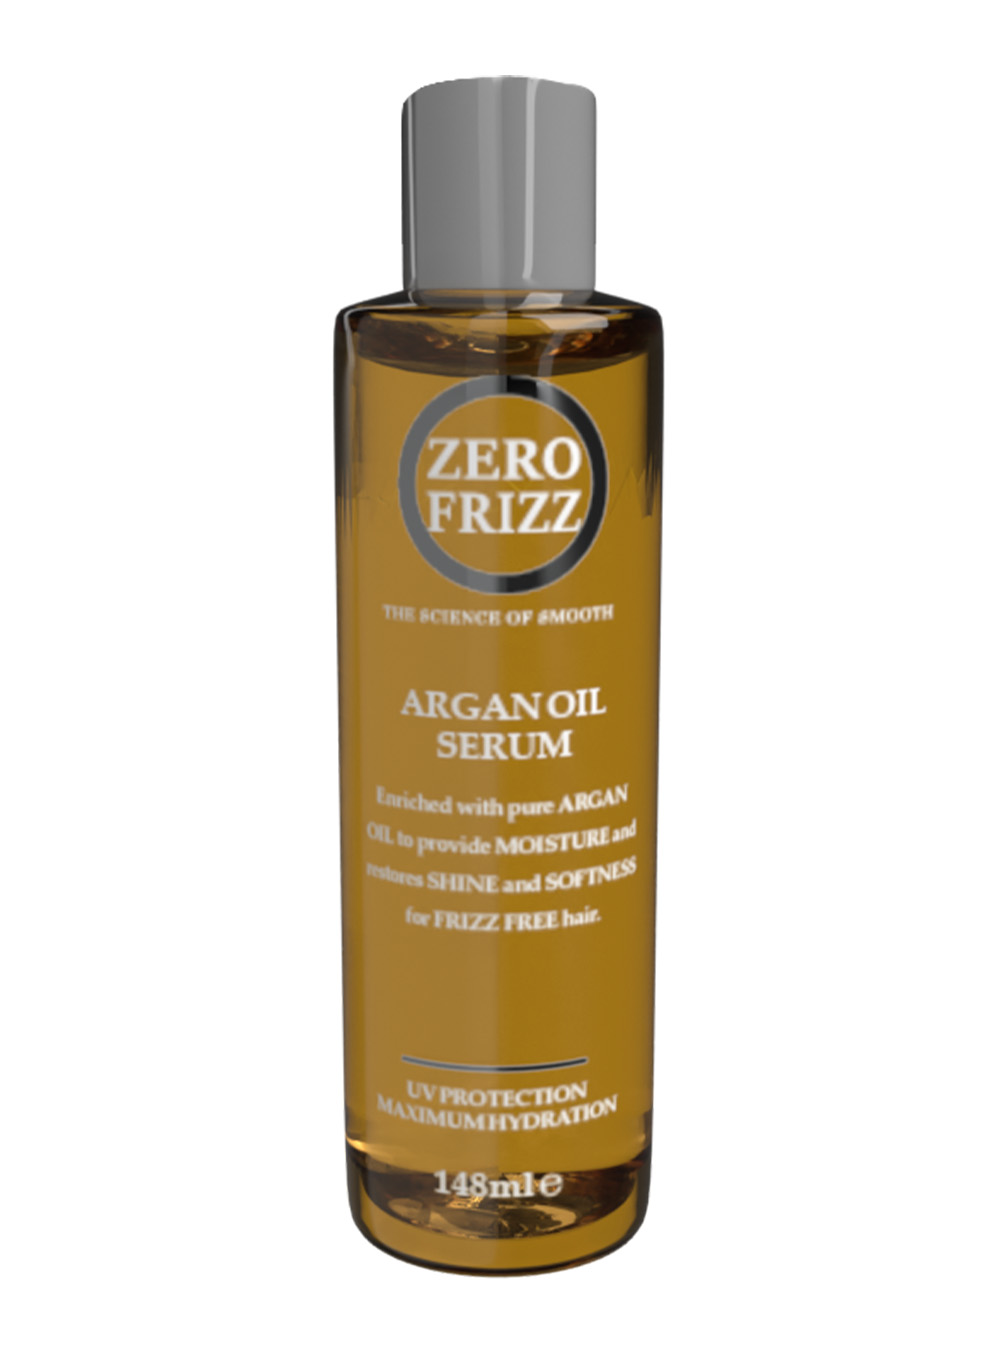 ZERO
FRIZZ
THE SCIENCE OF SMOOTH
ARGAN OIL
SERUM
Enriched with pure ARGAN
OIL to provide MOISTURE and
restores SHINE and SOFTNESS
for FRIZZ FREE hair.
UV PROTECTION
MAXIMUM HYDRATION
148ml ℮